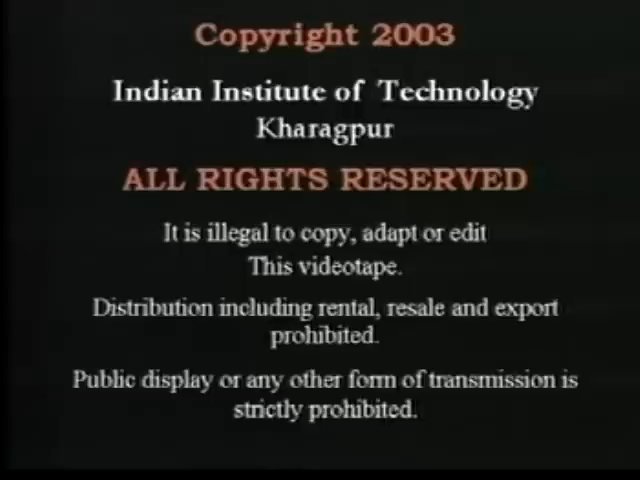 Copyright 2003
Indian Institute of Technology
Kharagpur
ALL RIGHTS RESERVED
It is illegal to copy, adapt or edit
This videotape.
Distribution including rental, resale and export
prohibited.
Public display or any other form of transmission is
strictly prohibited.